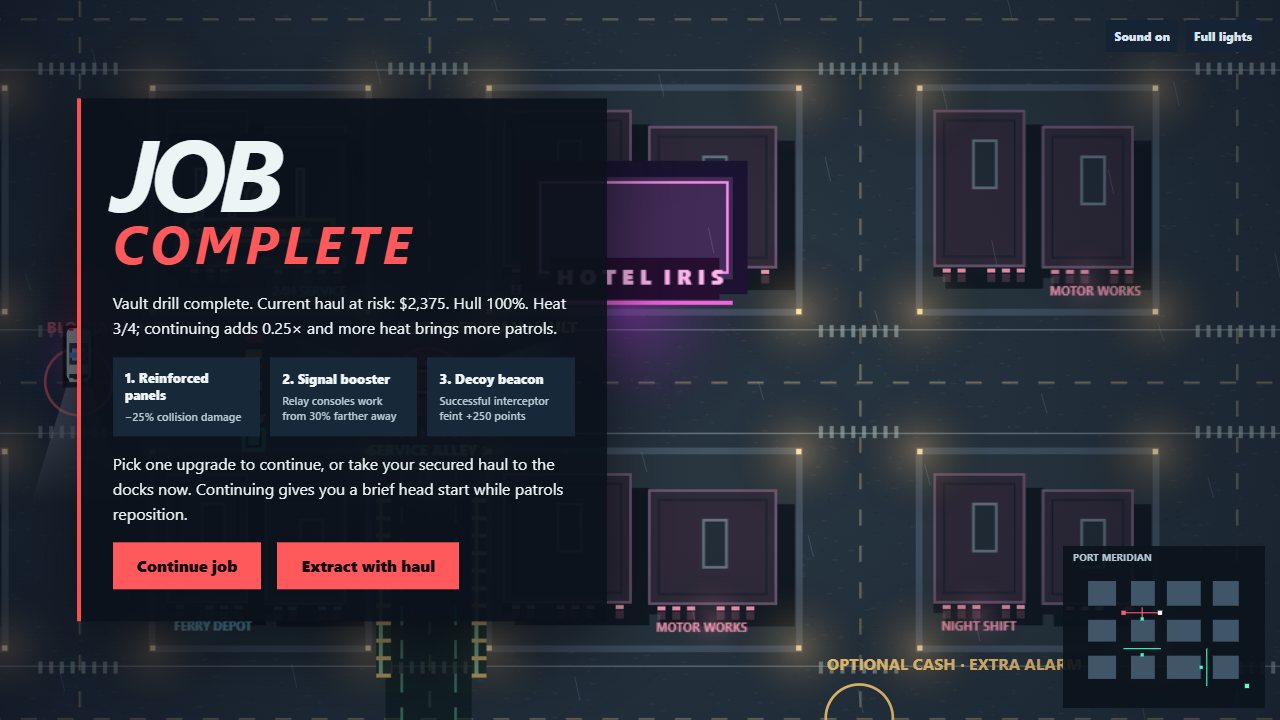 Sound on
Full lights
JOB
COMPLETE
Vault drill complete. Current haul at risk: $2,375. Hull 100%. Heat
3/4; continuing adds 0.25× and more heat brings more patrols.
1. Reinforced
panels
−25% collision damage
2. Signal booster
Relay consoles work
from 30% farther away
3. Decoy beacon
Successful interceptor
feint +250 points
Pick one upgrade to continue, or take your secured haul to the
docks now. Continuing gives you a brief head start while patrols
reposition.
Continue job
Extract with haul
HOTEL IRIS
MOTOR WORKS
SERVICE ALLEY
FERRY DEPOT
MOTOR WORKS
NIGHT SHIFT
OPTIONAL CASH · EXTRA ALARM
PORT MERIDIAN